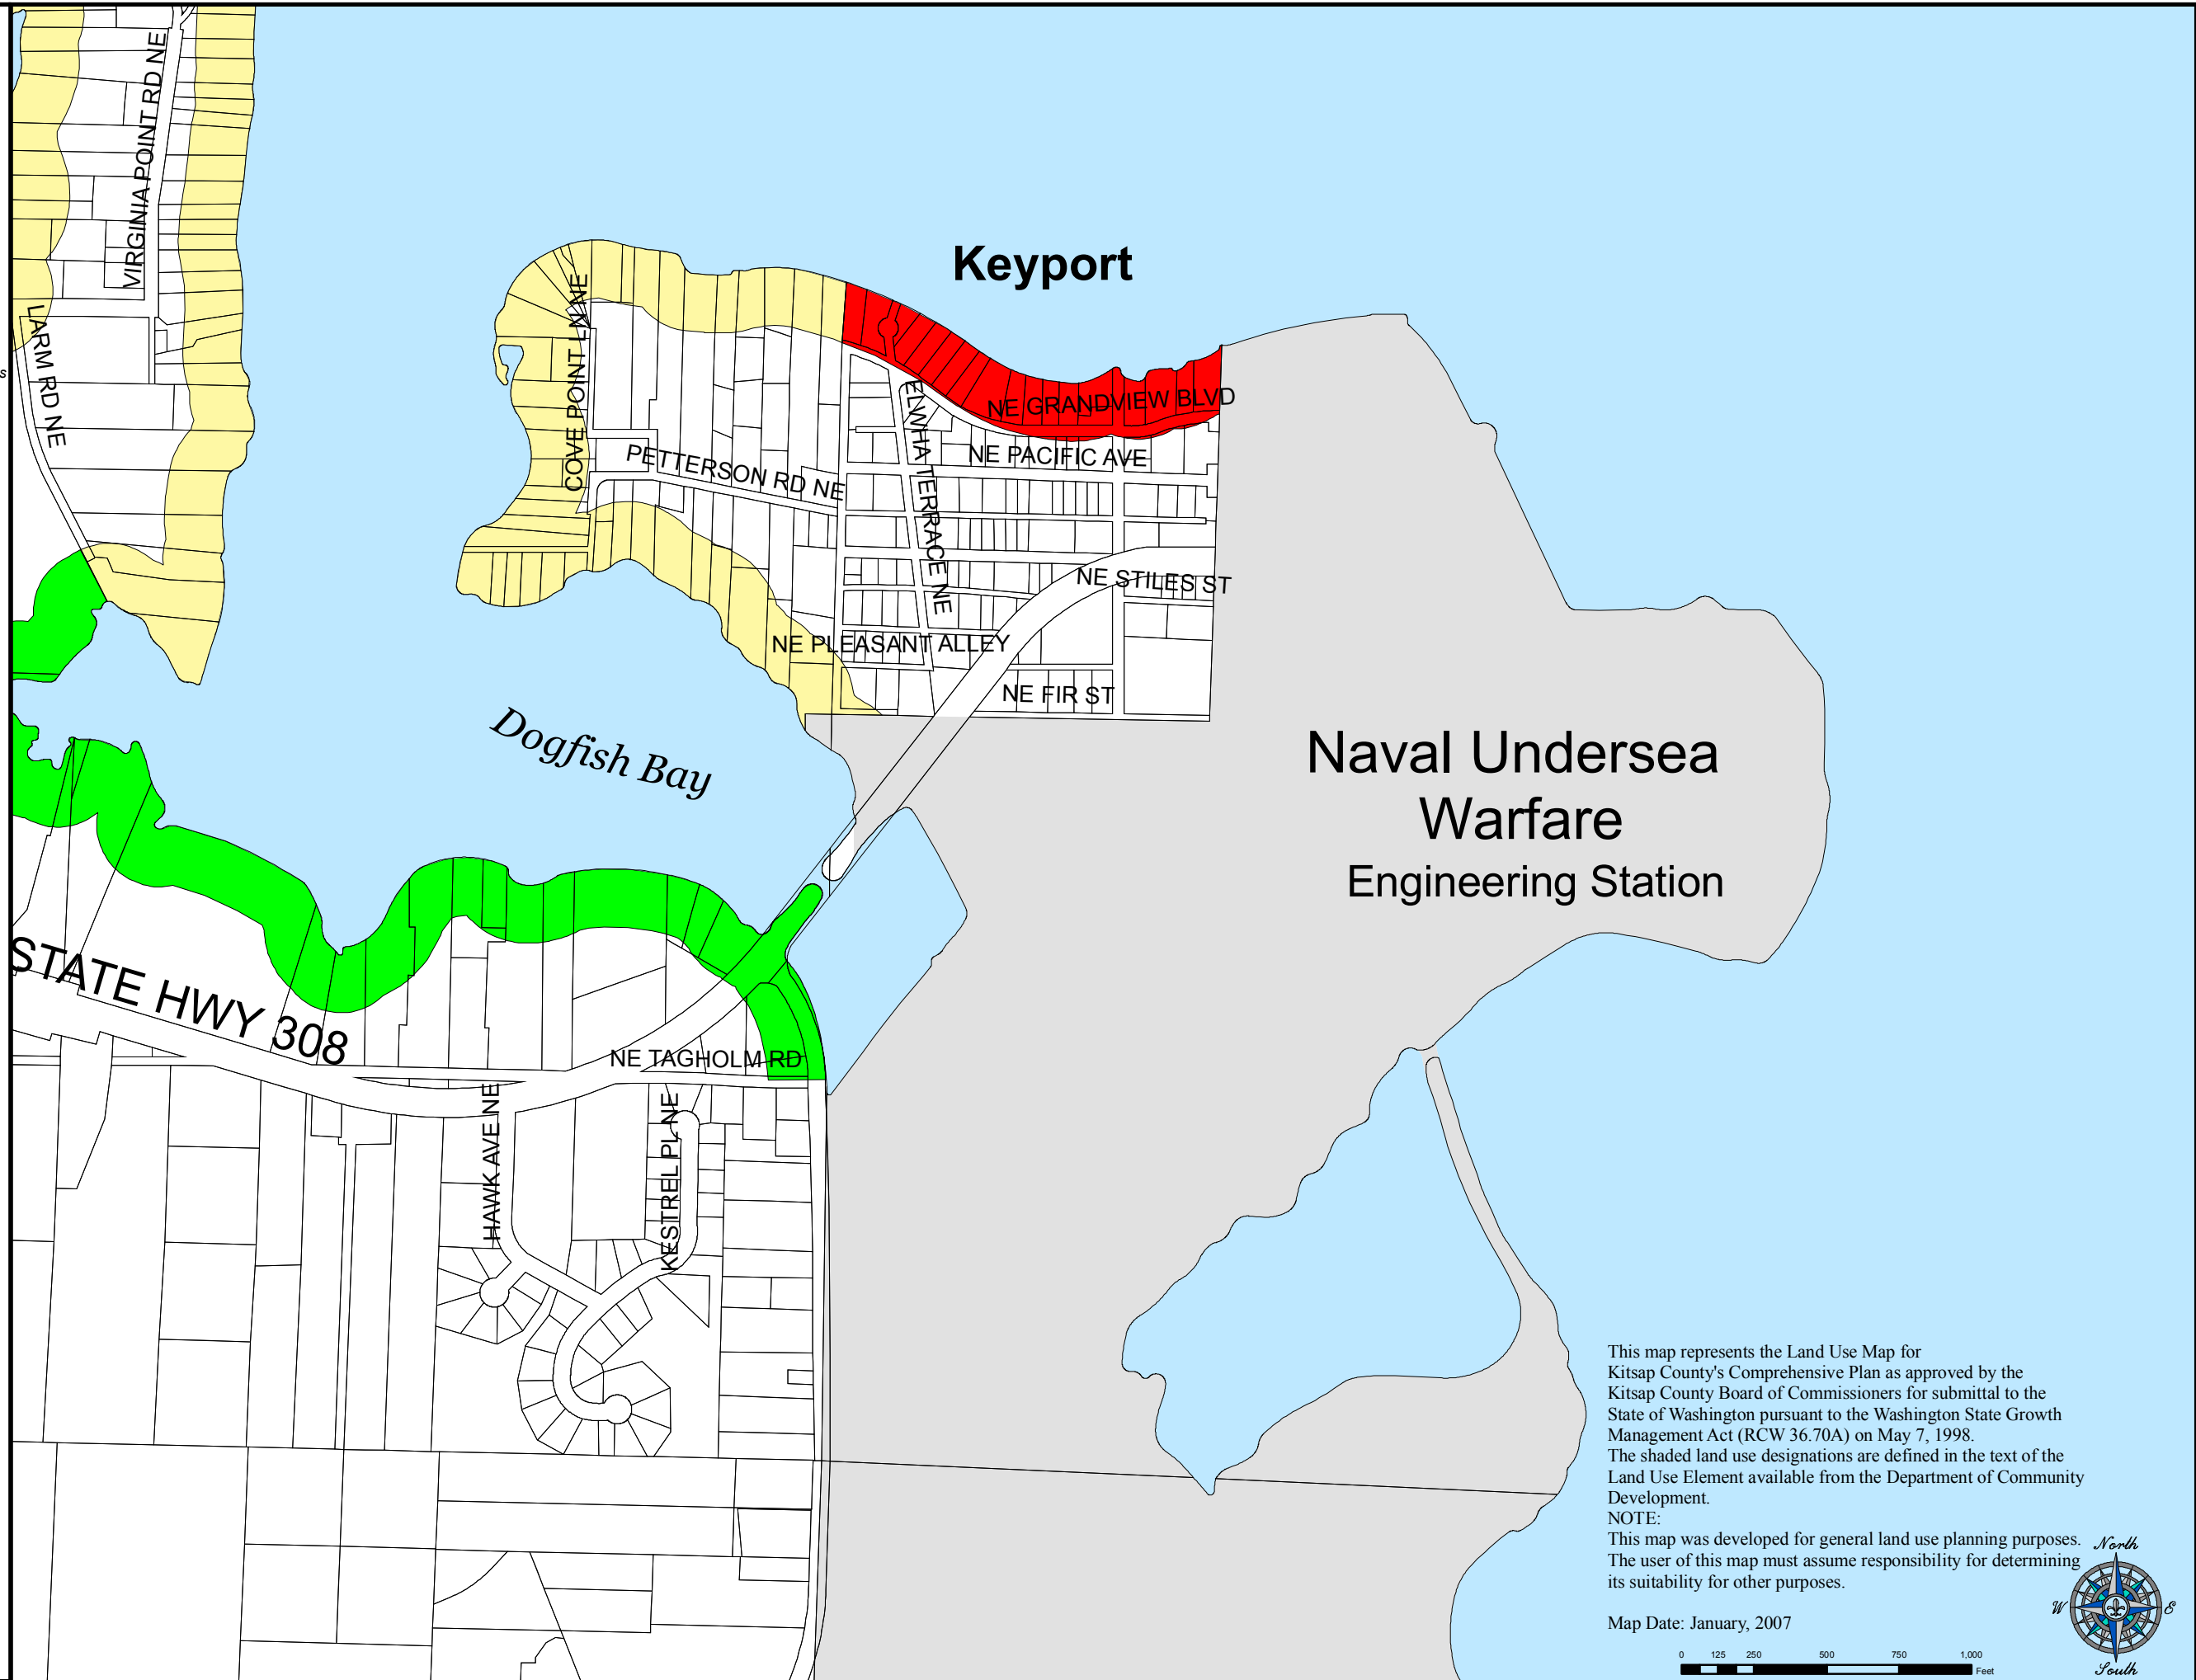 VIRGINIA POINT RD NE
LARM RD NE
s
Keyport
COVE POINT LN NE
PETTERSON RD NE
ELWHA TERRACE NE
NE GRANDVIEW BLVD
NE PACIFIC AVE
NE STILES ST
NE PLEASANT ALLEY
NE FIR ST
Dogfish Bay
Naval Undersea
Warfare
Engineering Station
STATE HWY 308
NE TAGHOLM RD
HAWK AVE NE
KESTREL PL NE
This map represents the Land Use Map for
Kitsap County's Comprehensive Plan as approved by the
Kitsap County Board of Commissioners for submittal to the
State of Washington pursuant to the Washington State Growth
Management Act (RCW 36.70A) on May 7, 1998.
The shaded land use designations are defined in the text of the
Land Use Element available from the Department of Community
Development.
NOTE:
This map was developed for general land use planning purposes.
The user of this map must assume responsibility for determining
its suitability for other purposes.
Map Date: January, 2007
North
W E
South
0 125 250 500 750 1,000
Feet